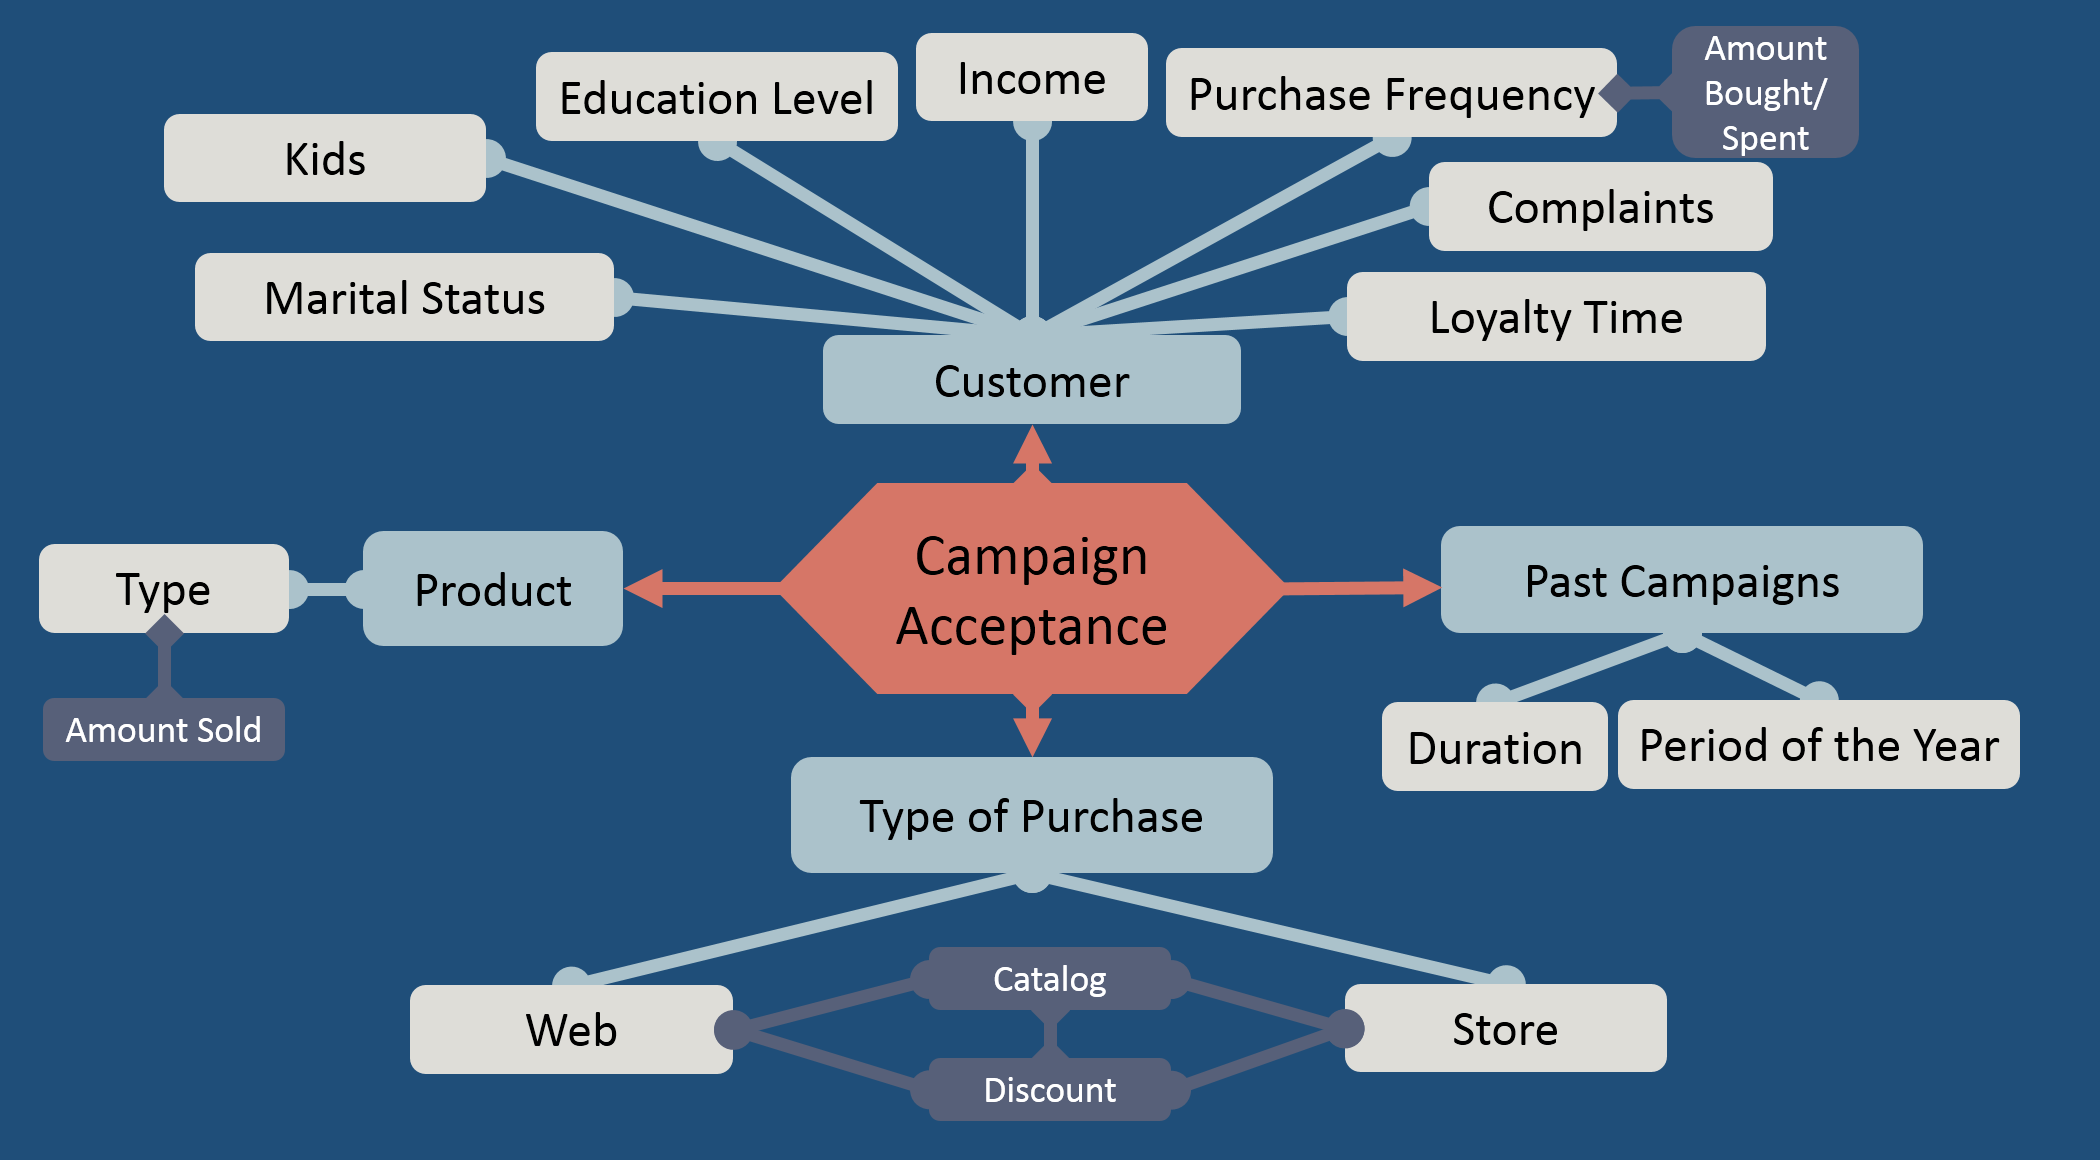 Amount
Bought/
Spent
Income
Purchase Frequency
Education Level
Kids
Complaints
Marital Status
Loyalty Time
Customer
Campaign
Acceptance
Type
Product
Past Campaigns
Amount Sold
Duration
Period of the Year
Type of Purchase
Catalog
Web
Store
Discount